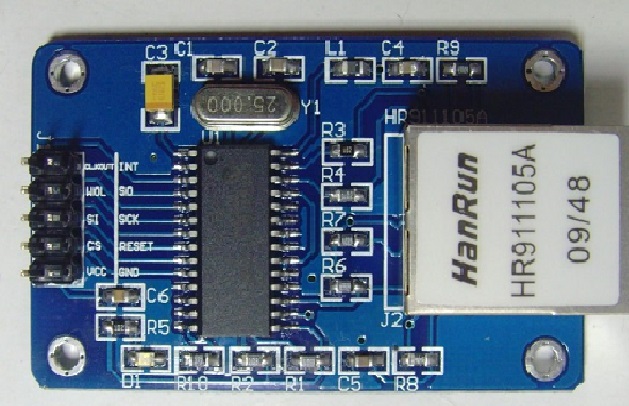 C3
C1
C2
L1
C4
R9
25.000
Y1
U1
HR911105A
J1
CLKOUT INT
WOL SO
SI SCK
CS RESET
VCC GND
R3
R4
R7
R6
HanRun
HR911105A
09/48
J2
C6
R5
D1
R10
R2
R1
C5
R8